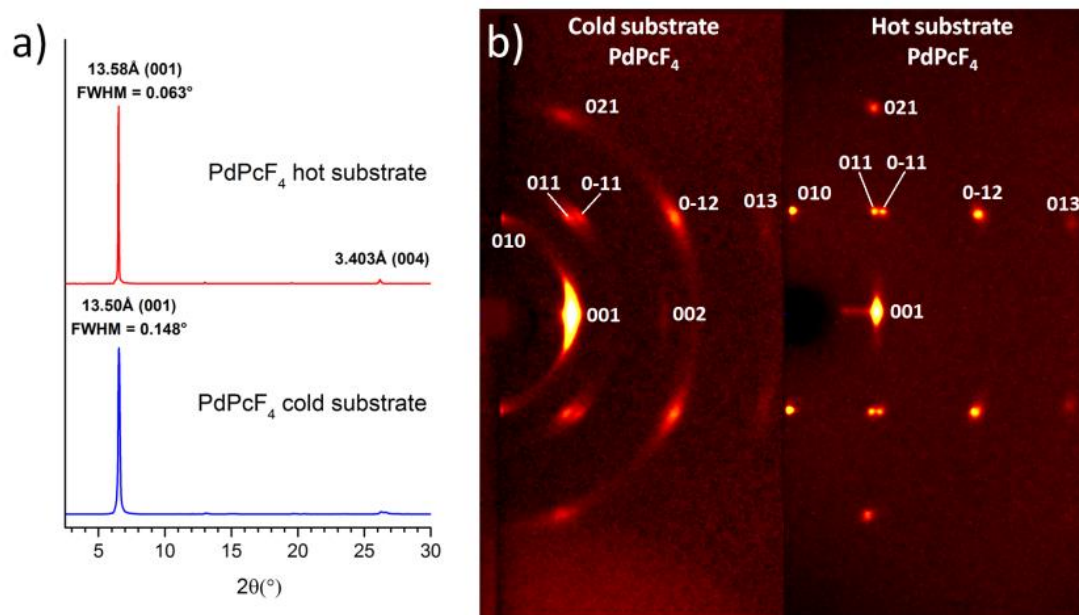 a)
13.58Å (001)
FWHM = 0.063°
PdPcF₄ hot substrate
3.403Å (004)
13.50Å (001)
FWHM = 0.148°
PdPcF₄ cold substrate
5 10 15 20 25 30
2θ(°)
b)
Cold substrate
PdPcF₄
021
011 0-11
0-12
013
010
001
002
Hot substrate
PdPcF₄
021
011 0-11
010
0-12
013
001